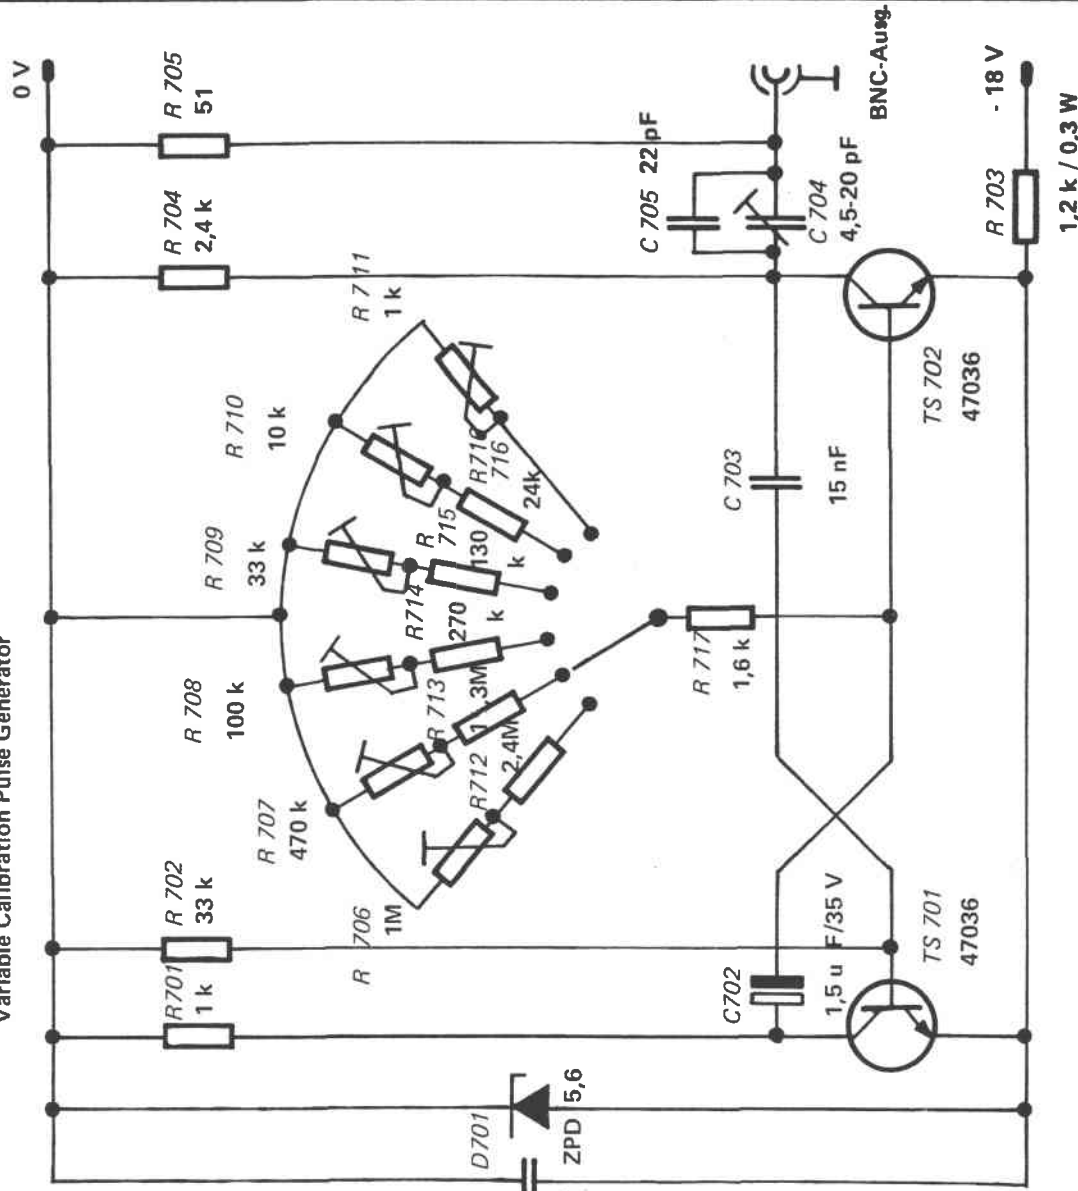 Variable Calibration Pulse Generator
0 V
R 705
51
R 704
2,4 k
R 711
1 k
R 710
10 k
R 709
33 k
R 708
100 k
R 707
470 k
R 706
1M
R 702
33 k
R701
1 k
R716
716
24k
R 715
130 k
R714
270 k
R 713
1,3M
R712
2,4M
R 717
1,6 k
C 705 22 pF
C 704
4,5-20 pF
BNC-Ausg.
C 703
15 nF
C702
1,5 u F/35 V
D701
ZPD 5,6
TS 701
47036
TS 702
47036
R 703
- 18 V
1,2 k / 0,3 W